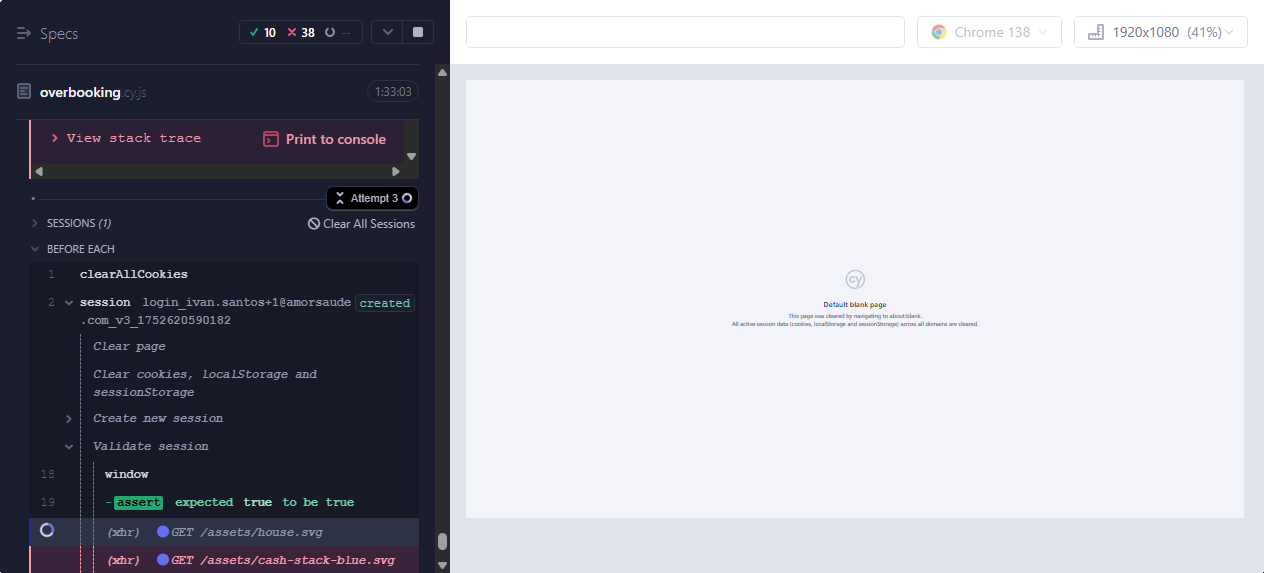 Specs
10 38 --
overbooking.cy.js
1:33:03
View stack trace
Print to console
Attempt 3
SESSIONS (1)
Clear All Sessions
BEFORE EACH
1 clearAllCookies
2 session login_ivan.santos+1@amorsaude created
.com_v3_1752620590182
Clear page
Clear cookies, localStorage and
sessionStorage
Create new session
Validate session
18 window
19 -assert expected true to be true
(xhr) GET /assets/house.svg
(xhr) GET /assets/cash-stack-blue.svg
Chrome 138
1920x1080 (41%)
cy
Default blank page
This page was cleared by navigating to about:blank.
All active session data (cookies, localStorage and sessionStorage) across all domains are cleared.